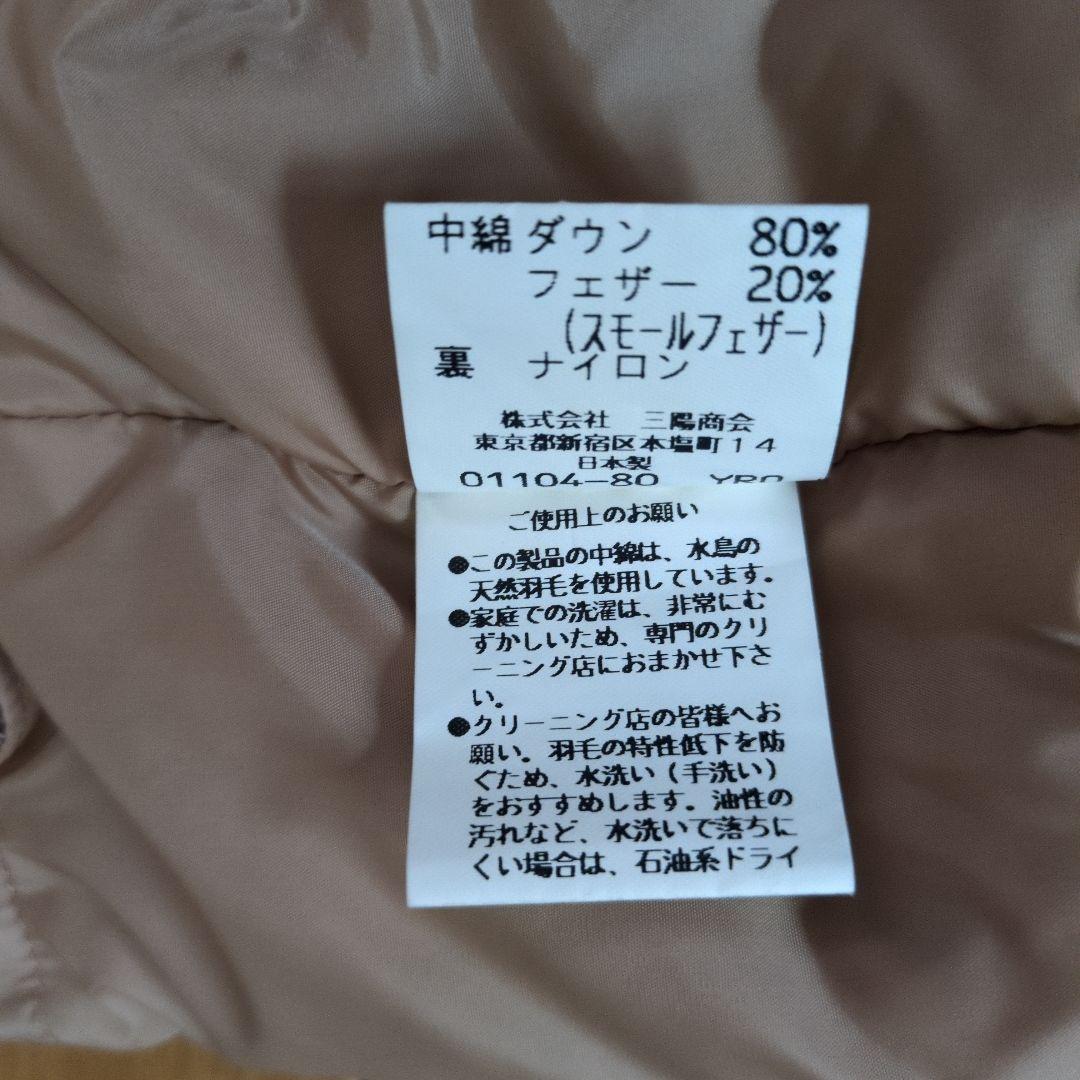 中綿 ダウン 80%
フェザー 20%
(スモールフェザー)
裏 ナイロン
株式会社 三陽商会
東京都新宿区本塩町14
日本製
01104-80
ご使用上のお願い
●この製品の中綿は、水鳥の
天然羽毛を使用しています。
●家庭での洗濯は、非常にむ
ずかしいため、専門のクリ
ーニング店におまかせ下さ
い。
●クリーニング店の皆様へお
願い。羽毛の特性低下を防
ぐため、水洗い(手洗い)
をおすすめします。油性の
汚れなど、水洗いで落ちに
くい場合は、石油系ドライ